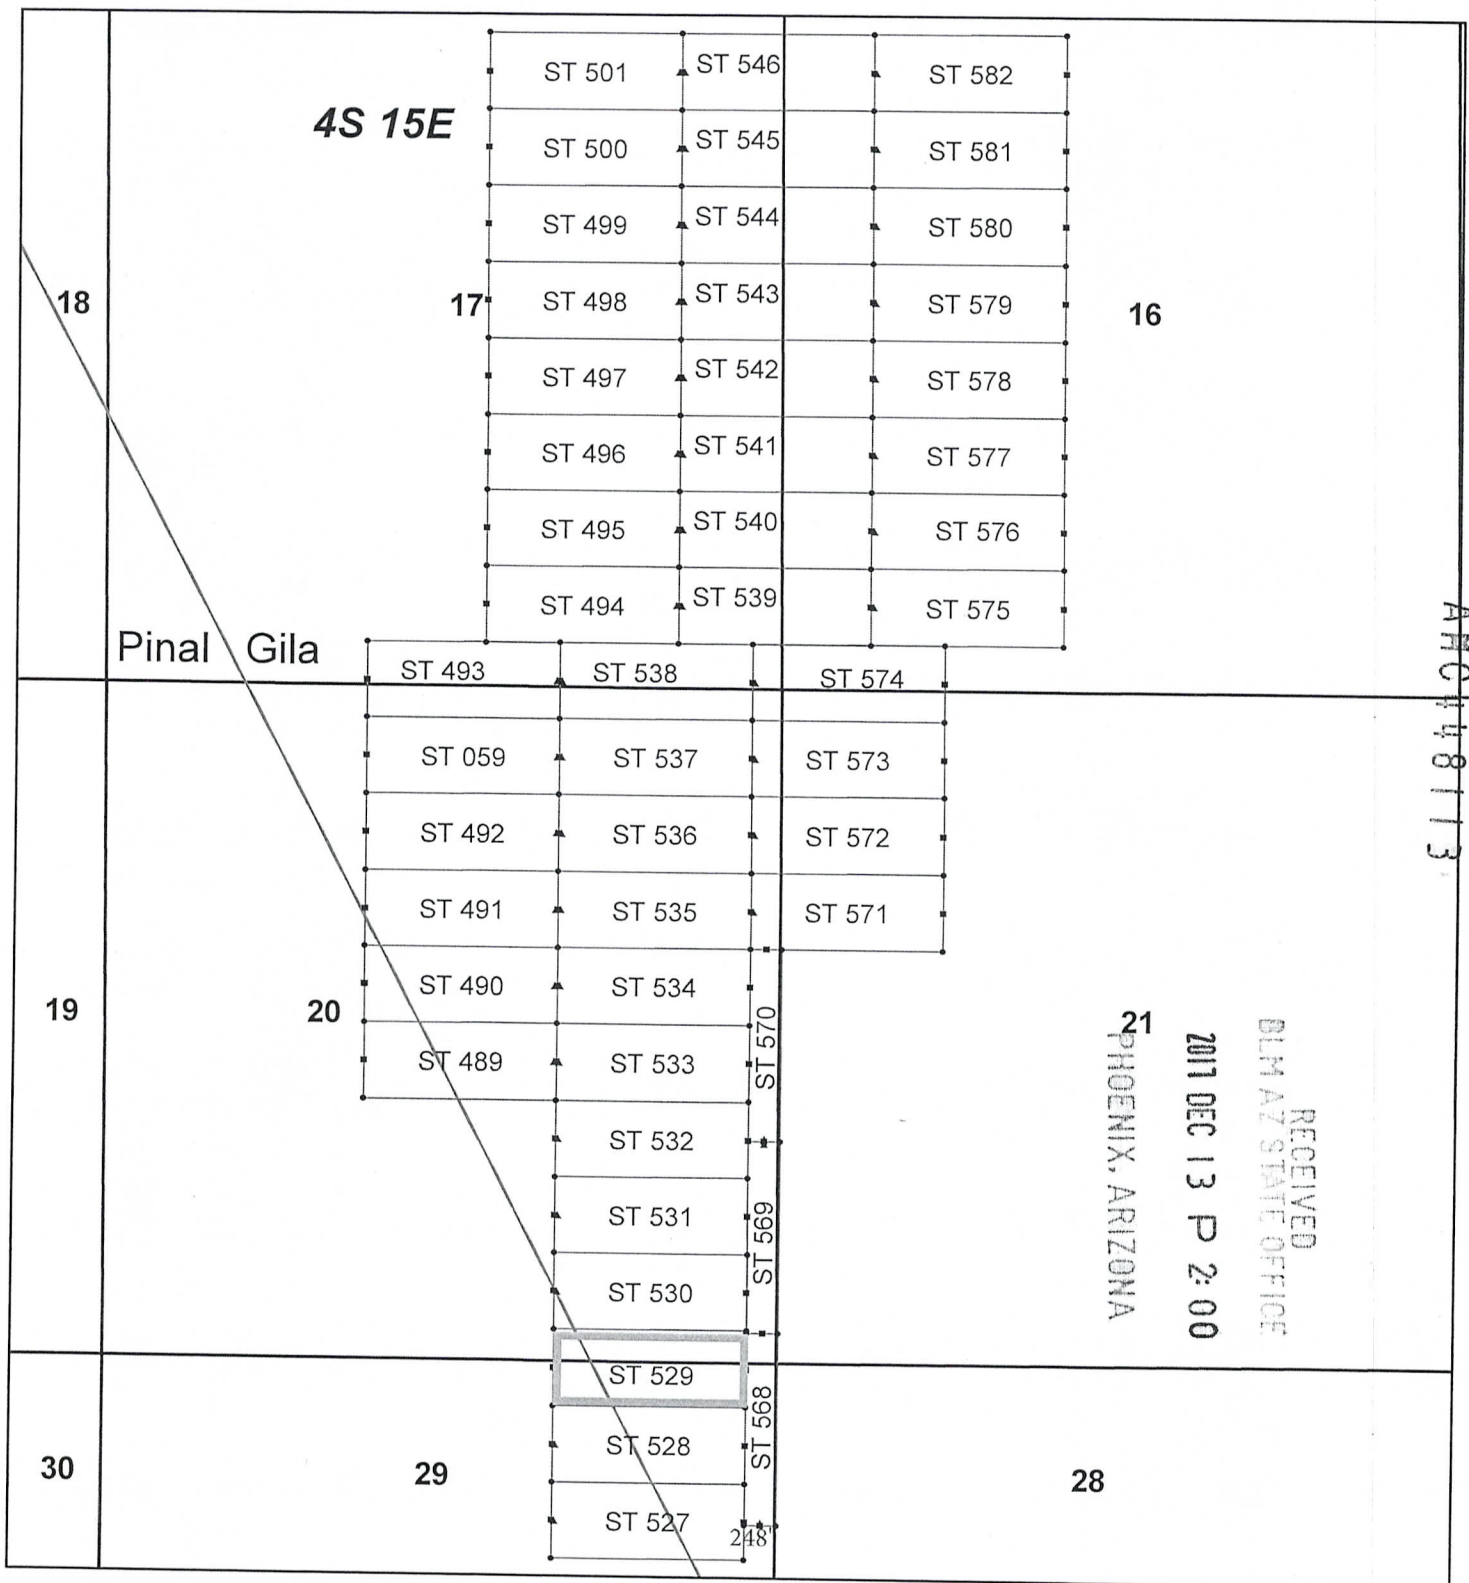 4S 15E
ST 501 ST 546 ST 582
ST 500 ST 545 ST 581
ST 499 ST 544 ST 580
18 17 ST 498 ST 543 ST 579 16
ST 497 ST 542 ST 578
ST 496 ST 541 ST 577
ST 495 ST 540 ST 576
ST 494 ST 539 ST 575
Pinal Gila
ST 493 ST 538 ST 574
ST 059 ST 537 ST 573
ST 492 ST 536 ST 572
ST 491 ST 535 ST 571
19 20 ST 490 ST 534 21
ST 570
ST 489 ST 533
ST 532
ST 531
ST 569
ST 530
ST 529
ST 568
30 29 ST 528 28
ST 527
248'
AMC448113
RECEIVED
BLM AZ STATE OFFICE
2017 DEC 13 P 2:00
PHOENIX, ARIZONA